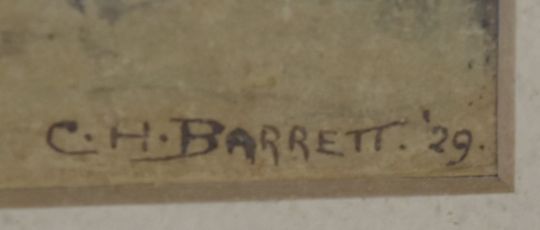 C. H. BARRETT. '29.